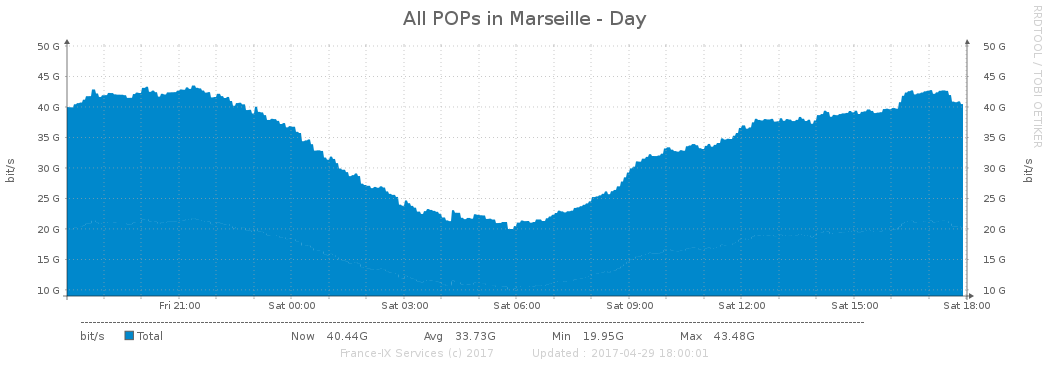 All POPs in Marseille - Day
RRDTOOL / TOBI OETIKER
50 G 50 G
45 G 45 G
40 G 40 G
35 G 35 G
30 G 30 G
25 G 25 G
20 G 20 G
15 G 15 G
10 G 10 G
bit/s bit/s
Fri 21:00 Sat 00:00 Sat 03:00 Sat 06:00 Sat 09:00 Sat 12:00 Sat 15:00 Sat 18:00
bit/s Total Now 40.44G Avg 33.73G Min 19.95G Max 43.48G
France-IX Services (c) 2017 Updated : 2017-04-29 18:00:01